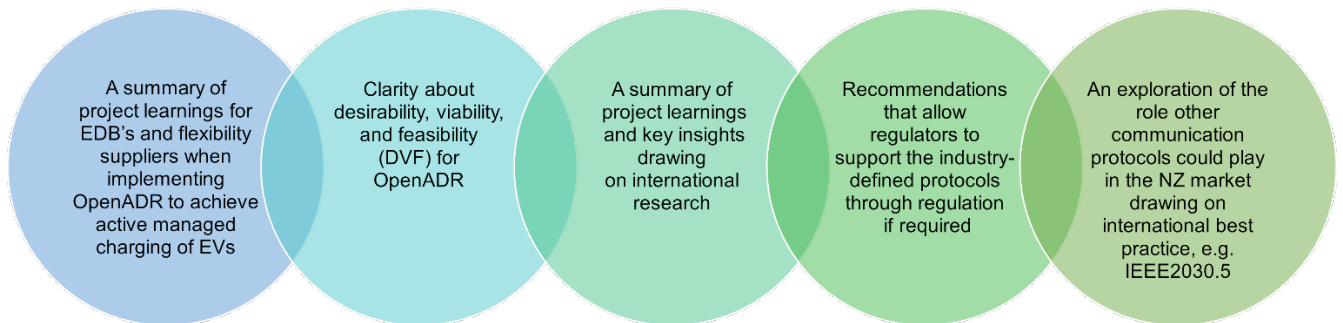 A summary of
project learnings for
EDB's and flexibility
suppliers when
implementing
OpenADR to achieve
active managed
charging of EVs
Clarity about
desirability, viability,
and feasibility
(DVF) for
OpenADR
A summary of
project learnings
and key insights
drawing
on international
research
Recommendations
that allow
regulators to
support the industry-
defined protocols
through regulation
if required
An exploration of the
role other
communication
protocols could play
in the NZ market
drawing on
international best
practice, e.g.
IEEE2030.5